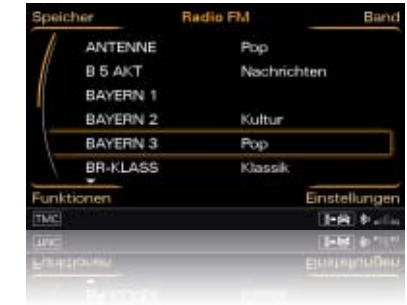 Speicher Radio FM Band
ANTENNE Pop
B 5 AKT Nachrichten
BAYERN 1
BAYERN 2 Kultur
BAYERN 3 Pop
BR-KLASS Klassik
Funktionen Einstellungen
TMC